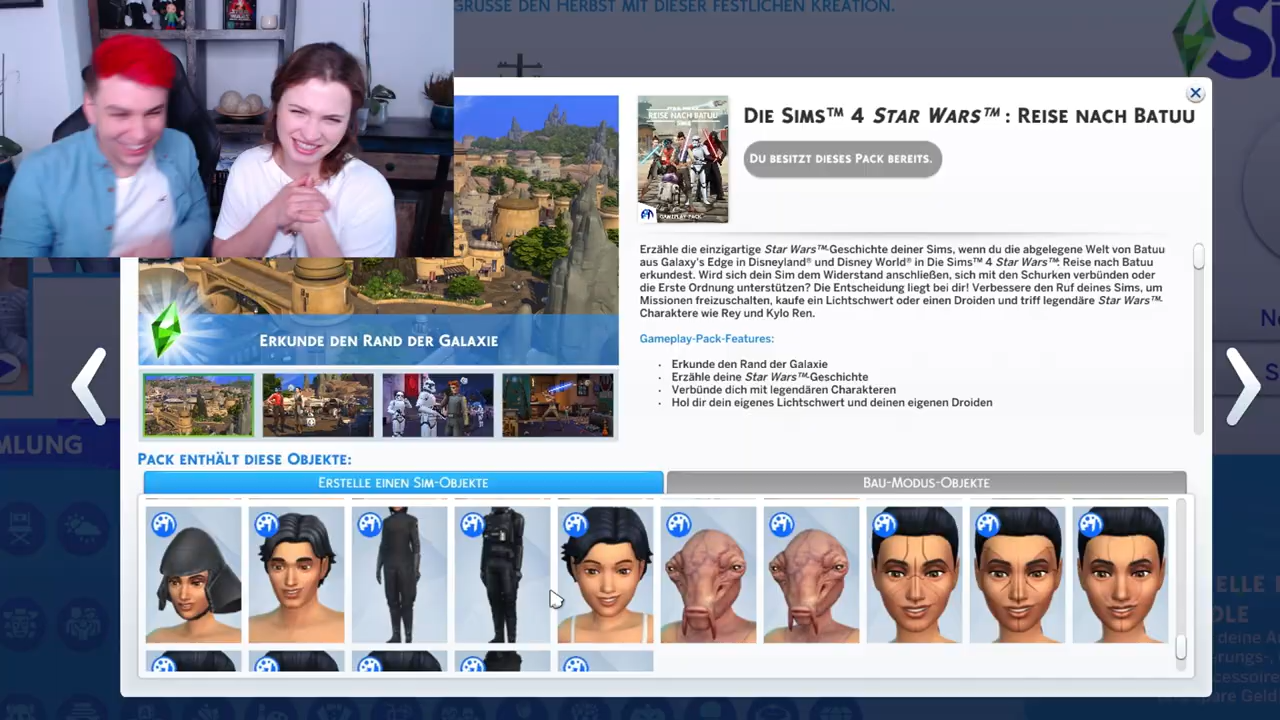 GRÜSSE DEN HERBST MIT DIESER FESTLICHEN KREATION.
Si
DIE SIMS™ 4 STAR WARS™ : REISE NACH BATUU
DU BESITZT DIESES PACK BEREITS.
REISE NACH BATUU
GAMEPLAY-PACK
Erzähle die einzigartige Star Wars™-Geschichte deiner Sims, wenn du die abgelegene Welt von Batuu
aus Galaxy's Edge in Disneyland® und Disney World® in Die Sims™ 4 Star Wars™: Reise nach Batuu
erkundest. Wird sich dein Sim dem Widerstand anschließen, sich mit den Schurken verbünden oder
die Erste Ordnung unterstützen? Die Entscheidung liegt bei dir! Verbessere den Ruf deines Sims, um
Missionen freizuschalten, kaufe ein Lichtschwert oder einen Droiden und triff legendäre Star Wars™-
Charaktere wie Rey und Kylo Ren.
Gameplay-Pack-Features:
· Erkunde den Rand der Galaxie
· Erzähle deine Star Wars™-Geschichte
· Verbünde dich mit legendären Charakteren
· Hol dir dein eigenes Lichtschwert und deinen eigenen Droiden
ERKUNDE DEN RAND DER GALAXIE
MLUNG
PACK ENTHÄLT DIESE OBJEKTE:
ERSTELLE EINEN SIM-OBJEKTE
BAU-MODUS-OBJEKTE